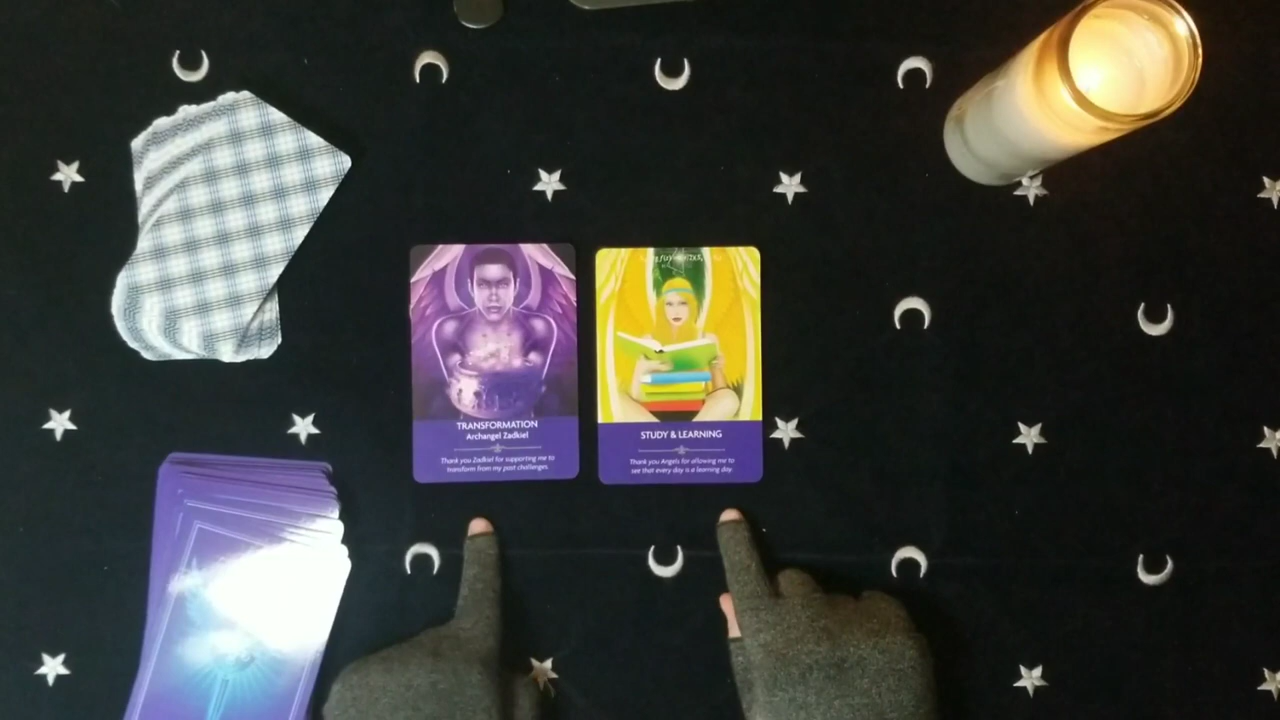 TRANSFORMATION
Archangel Zadkiel
Thank you Zadkiel for supporting me to
transform from my past challenges.
STUDY & LEARNING
Thank you Angels for allowing me to
see that every day is a learning day.